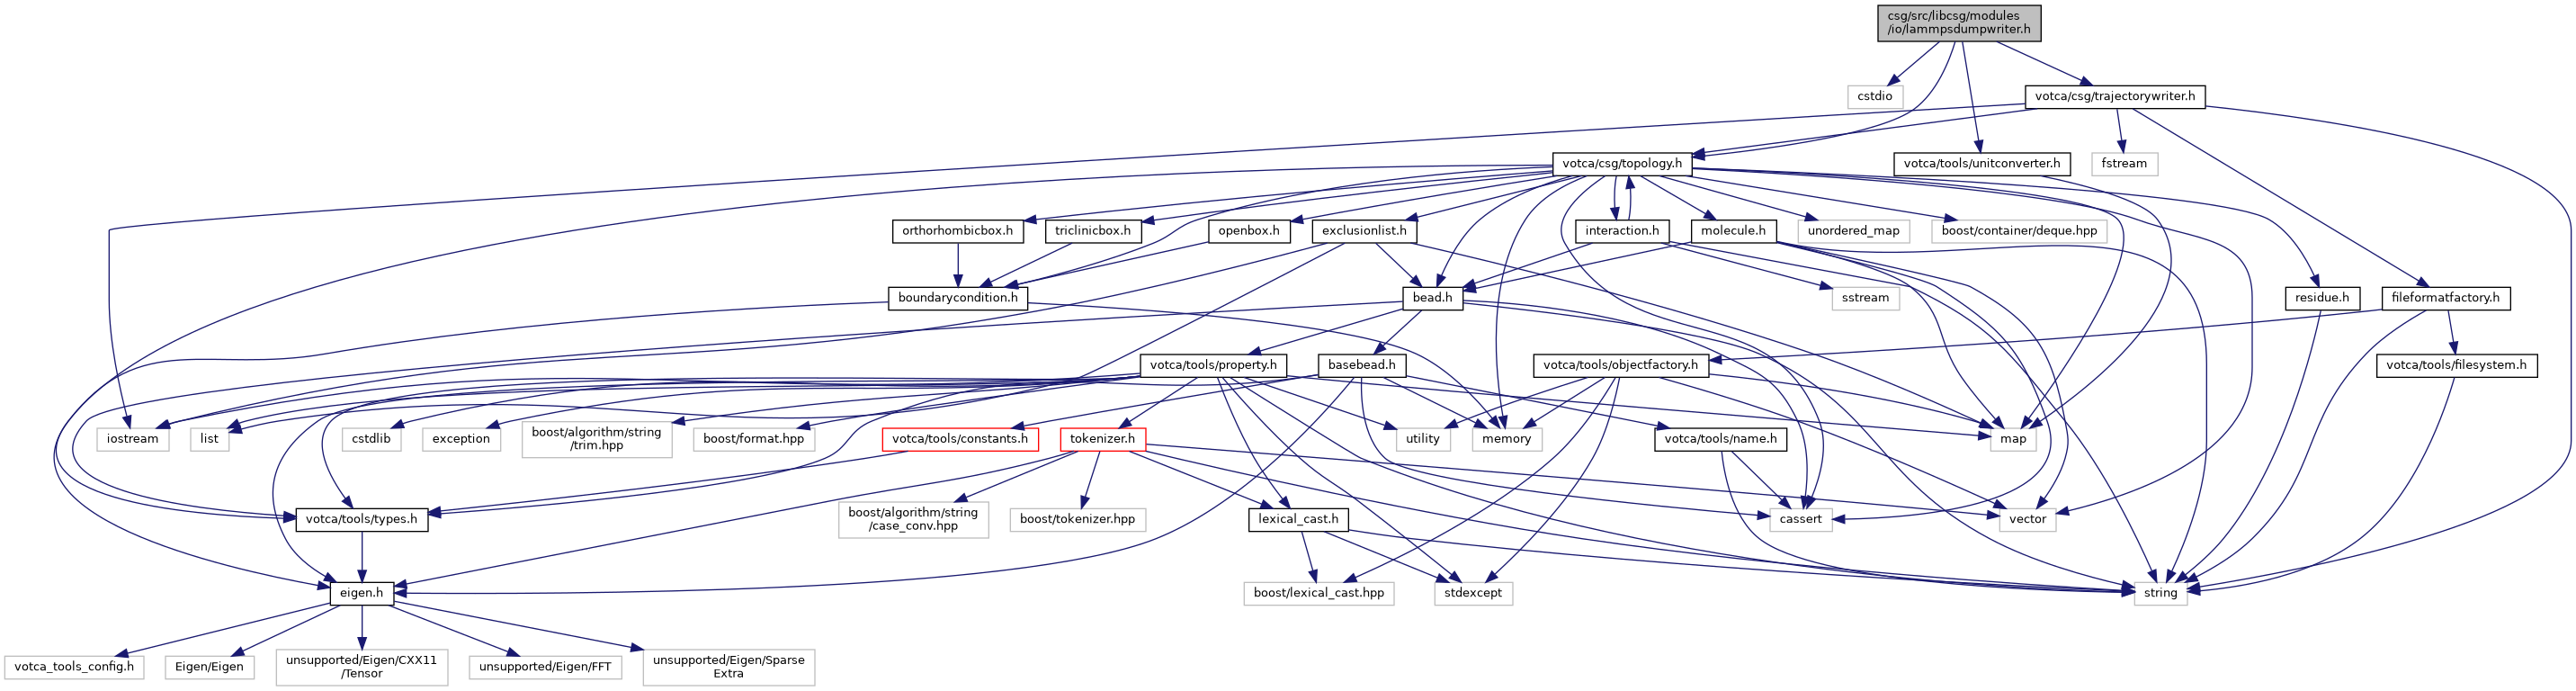 csg/src/libcsg/modules
/io/lammpsdumpwriter.h
cstdio
votca/csg/trajectorywriter.h
votca/csg/topology.h
votca/tools/unitconverter.h
fstream
orthorhombicbox.h
triclinicbox.h
openbox.h
exclusionlist.h
interaction.h
molecule.h
unordered_map
boost/container/deque.hpp
boundarycondition.h
bead.h
sstream
residue.h
fileformatfactory.h
votca/tools/property.h
basebead.h
votca/tools/objectfactory.h
votca/tools/filesystem.h
iostream
list
cstdlib
exception
boost/algorithm/string
/trim.hpp
boost/format.hpp
votca/tools/constants.h
tokenizer.h
utility
memory
votca/tools/name.h
map
votca/tools/types.h
boost/algorithm/string
/case_conv.hpp
boost/tokenizer.hpp
lexical_cast.h
cassert
vector
eigen.h
boost/lexical_cast.hpp
stdexcept
string
votca_tools_config.h
Eigen/Eigen
unsupported/Eigen/CXX11
/Tensor
unsupported/Eigen/FFT
unsupported/Eigen/Sparse
Extra